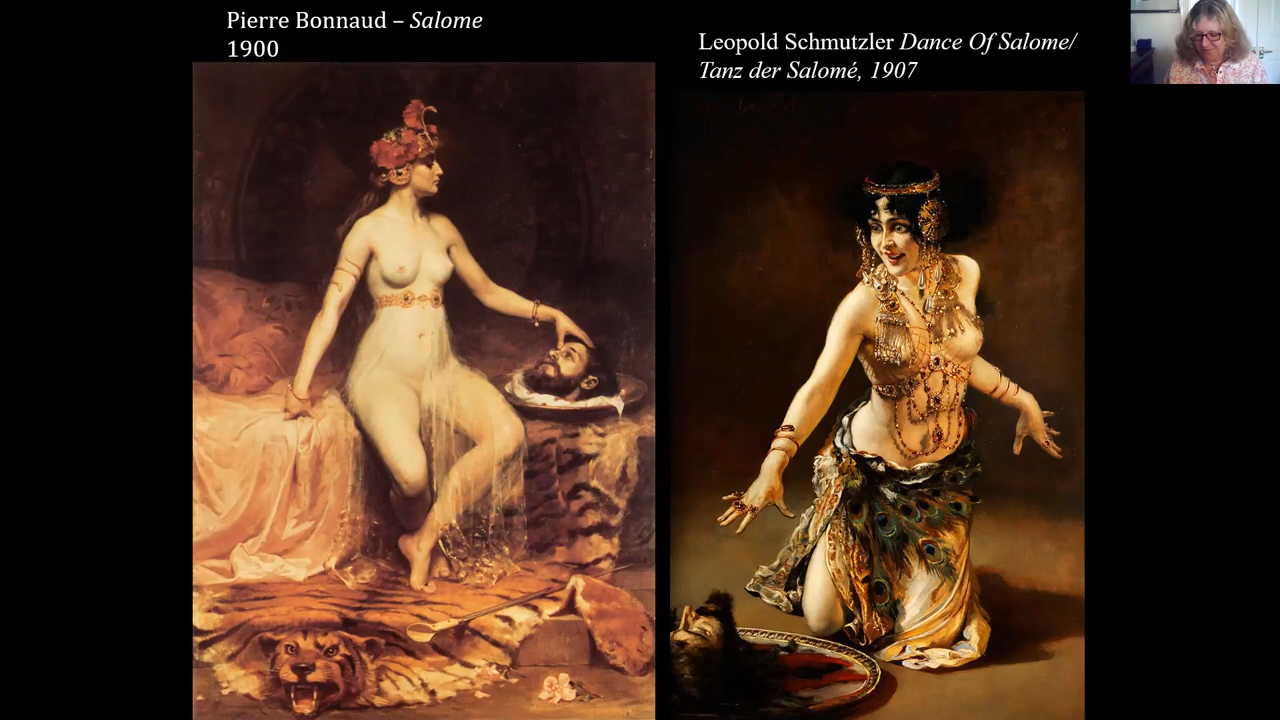 Pierre Bonnaud – Salome
1900
Leopold Schmutzler Dance Of Salome/
Tanz der Salomé, 1907